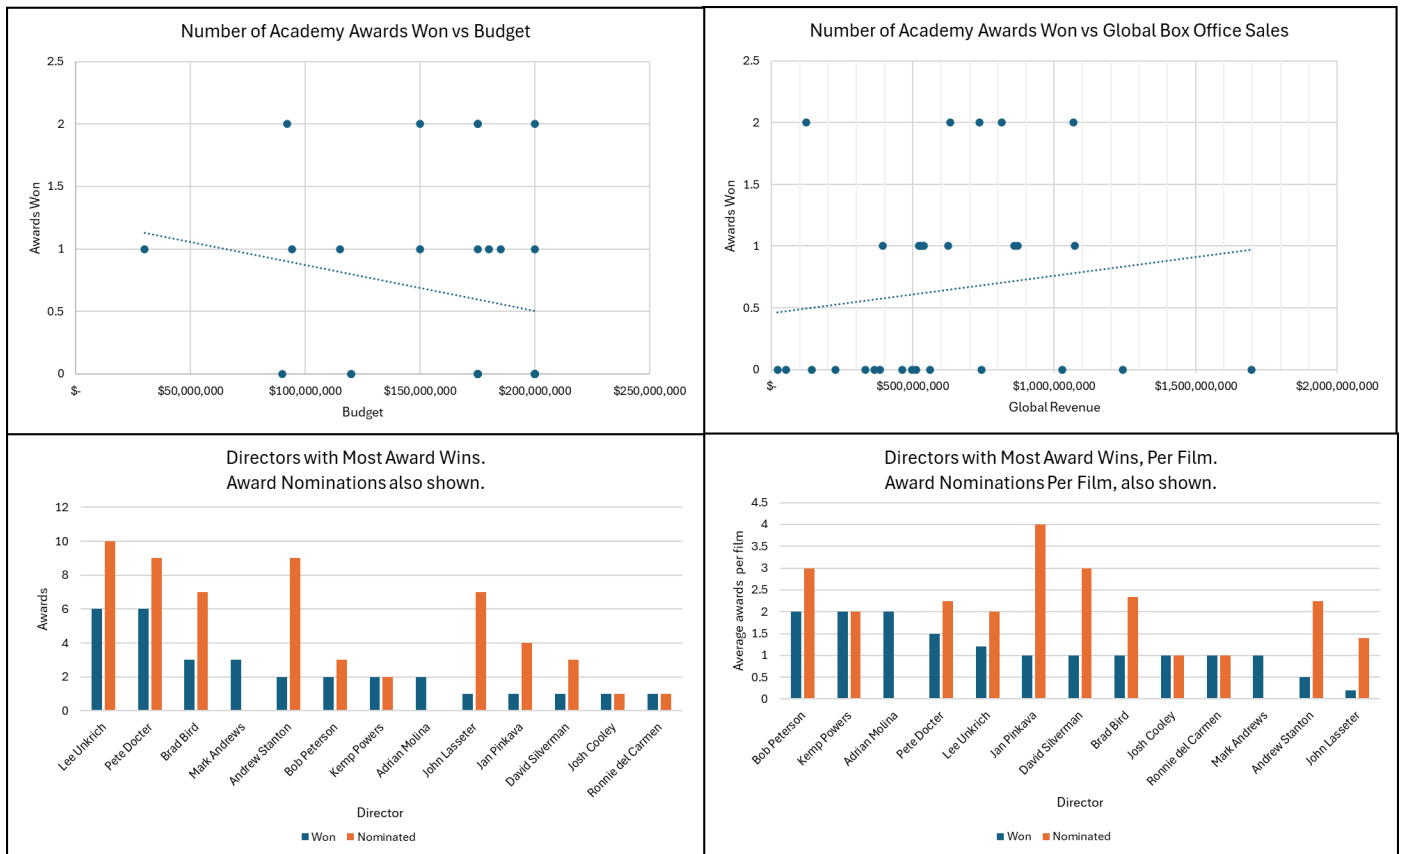 Number of Academy Awards Won vs Budget
2.5
2
1.5
1
0.5
0
Awards Won
$-
$50,000,000
$100,000,000
$150,000,000
$200,000,000
$250,000,000
Budget
Number of Academy Awards Won vs Global Box Office Sales
2.5
2
1.5
1
0.5
0
Awards Won
$-
$500,000,000
$1,000,000,000
$1,500,000,000
$2,000,000,000
Global Revenue
Directors with Most Award Wins.
Award Nominations also shown.
12
10
8
6
4
2
0
Awards
Lee Unkrich
Pete Docter
Brad Bird
Mark Andrews
Andrew Stanton
Bob Peterson
Kemp Powers
Adrian Molina
John Lasseter
Jan Pinkava
David Silverman
Josh Cooley
Ronnie del Carmen
Director
Won
Nominated
Directors with Most Award Wins, Per Film.
Award Nominations Per Film, also shown.
4.5
4
3.5
3
2.5
2
1.5
1
0.5
0
Average awards per film
Bob Peterson
Kemp Powers
Adrian Molina
Pete Docter
Lee Unkrich
Jan Pinkava
David Silverman
Brad Bird
Josh Cooley
Ronnie del Carmen
Mark Andrews
Andrew Stanton
John Lasseter
Director
Won
Nominated